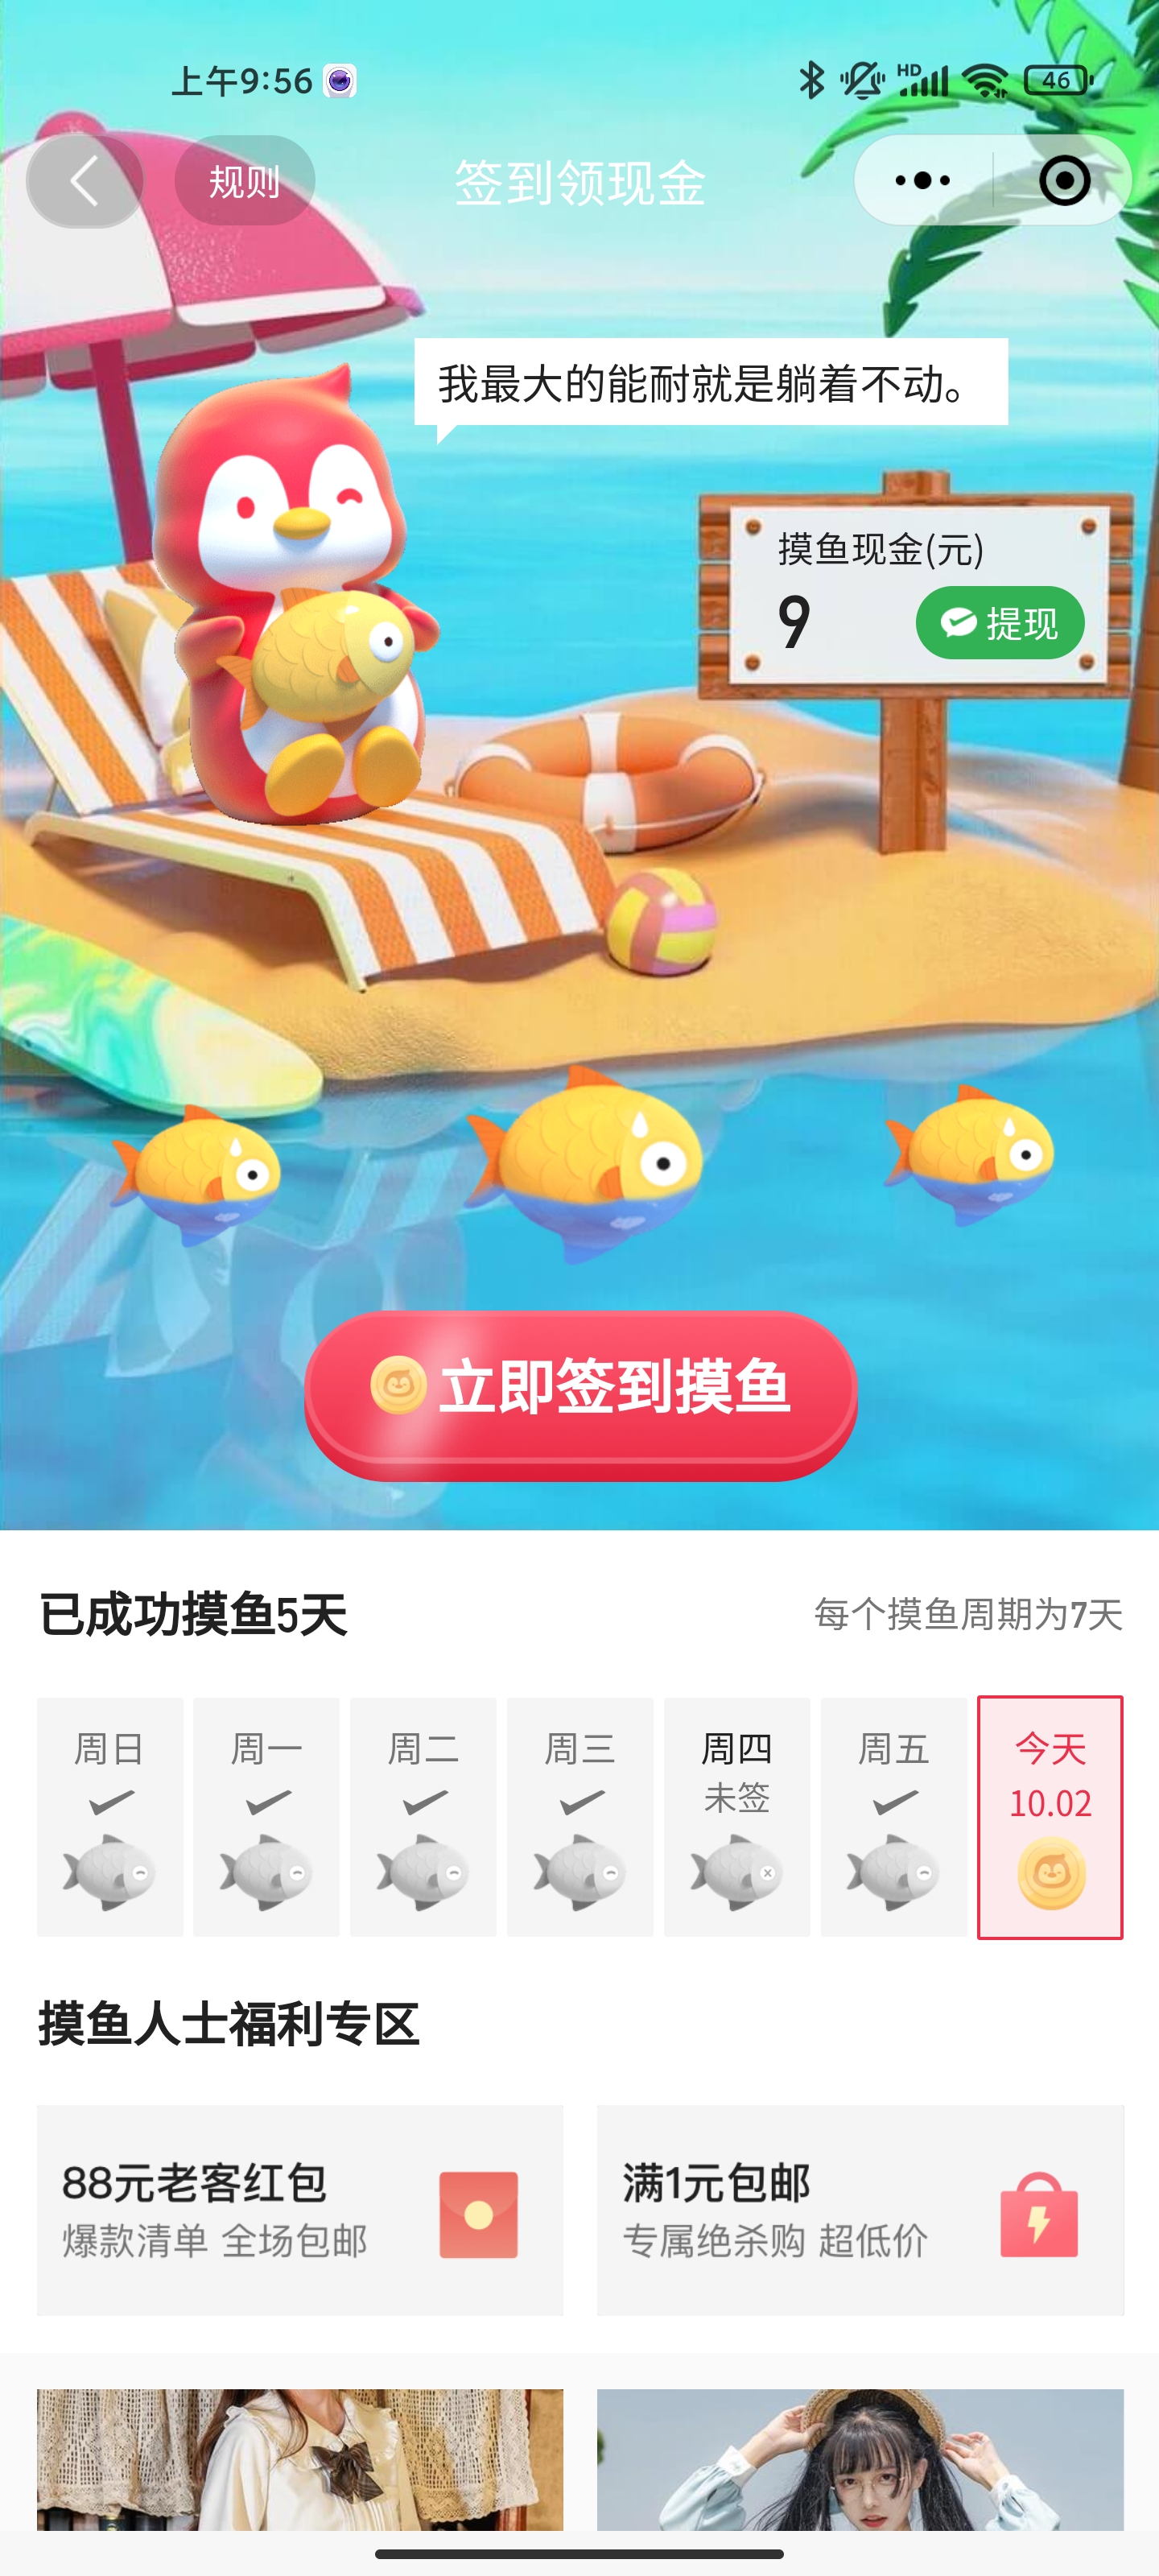 上午9:56
HD
46
规则
签到领现金
我最大的能耐就是躺着不动。
摸鱼现金(元)
9
提现
立即签到摸鱼
已成功摸鱼5天
每个摸鱼周期为7天
周日
周一
周二
周三
周四
未签
周五
今天
10.02
摸鱼人士福利专区
88元老客红包
爆款清单 全场包邮
满1元包邮
专属绝杀购 超低价